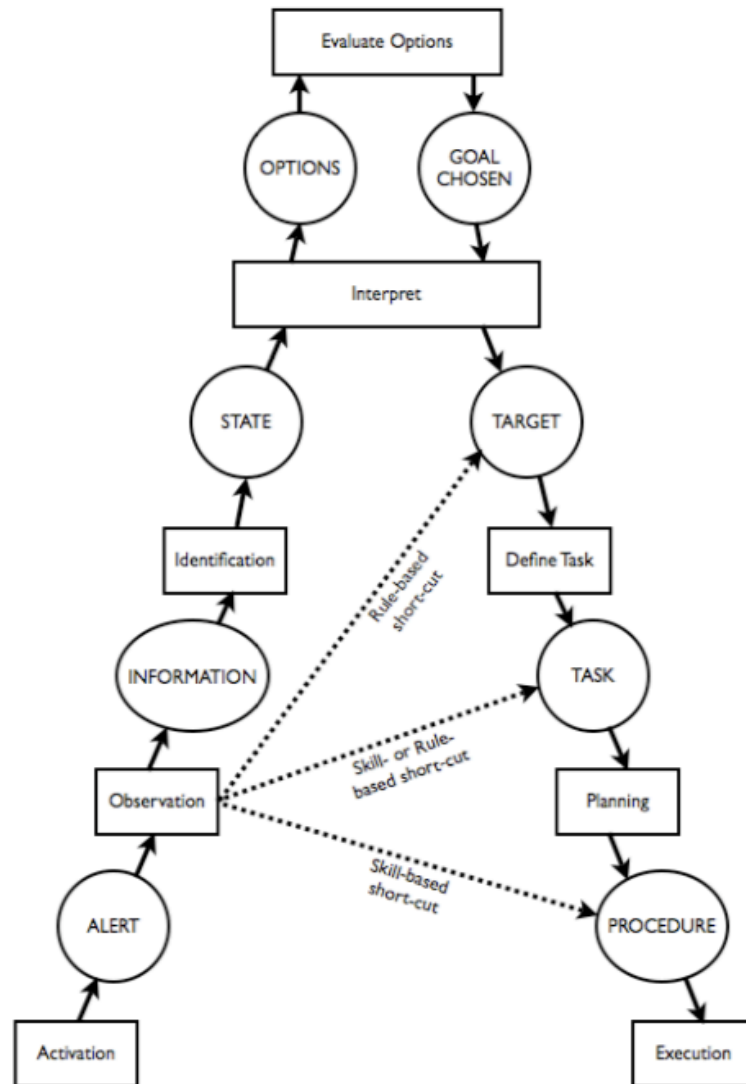 Evaluate Options
OPTIONS
GOAL
CHOSEN
Interpret
STATE
TARGET
Identification
Define Task
Rule-based
short-cut
INFORMATION
TASK
Skill- or Rule-
based short-cut
Observation
Planning
Skill-based
short-cut
ALERT
PROCEDURE
Activation
Execution